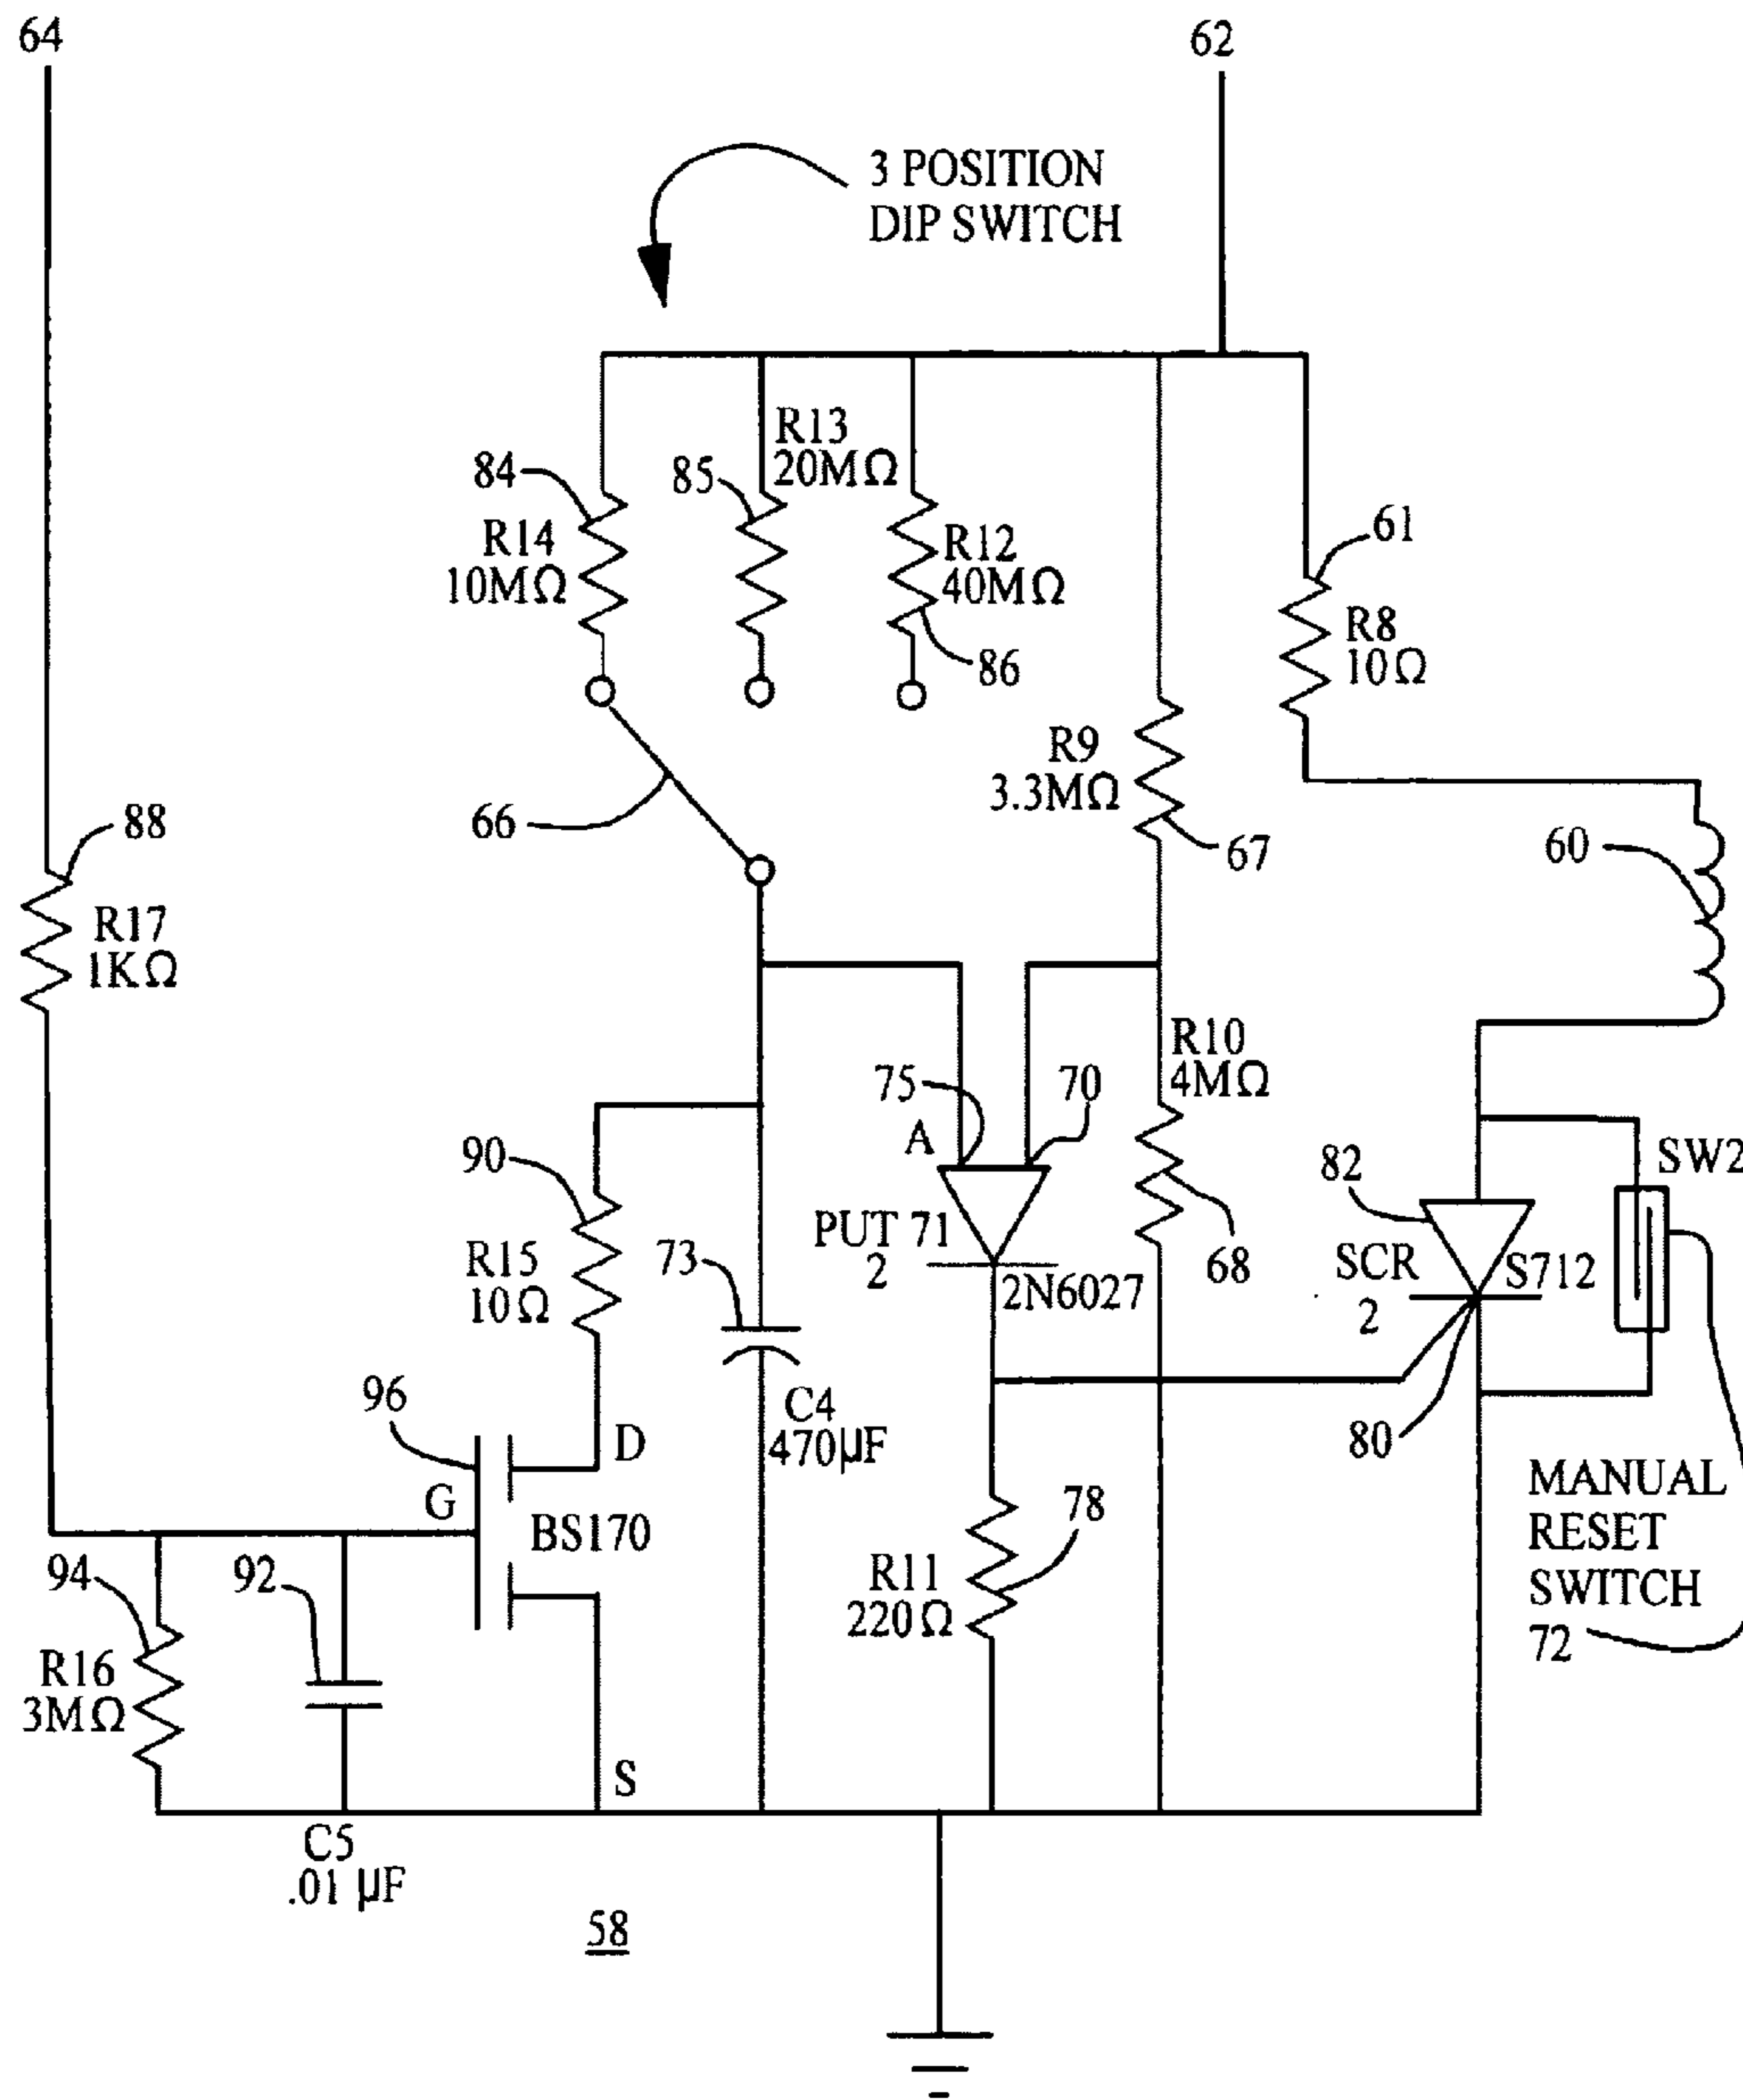 64
62
3 POSITION
DIP SWITCH
R13
20MΩ
84
85
R14
10MΩ
R12
40MΩ
86
61
R8
10Ω
R9
3.3MΩ
67
66
88
R17
1KΩ
60
R10
4MΩ
75
70
A
90
R15
10Ω
73
PUT 71
2
2N6027
68
82
SCR
2
S712
SW2
96
D
G
BS170
C4
470µF
80
78
R11
220Ω
MANUAL
RESET
SWITCH
72
94
92
R16
3MΩ
S
C5
.01 µF
58